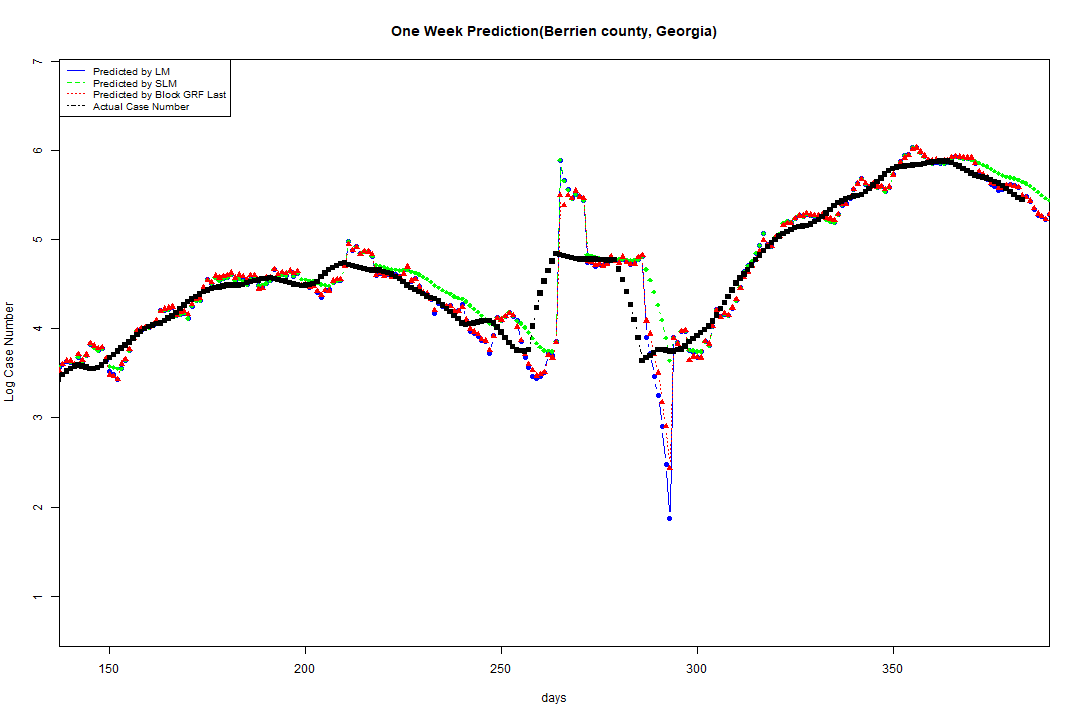 One Week Prediction(Berrien county, Georgia)
Predicted by LM
Predicted by SLM
Predicted by Block GRF Last
Actual Case Number
Log Case Number
7
6
5
4
3
2
1
150 200 250 300 350
days